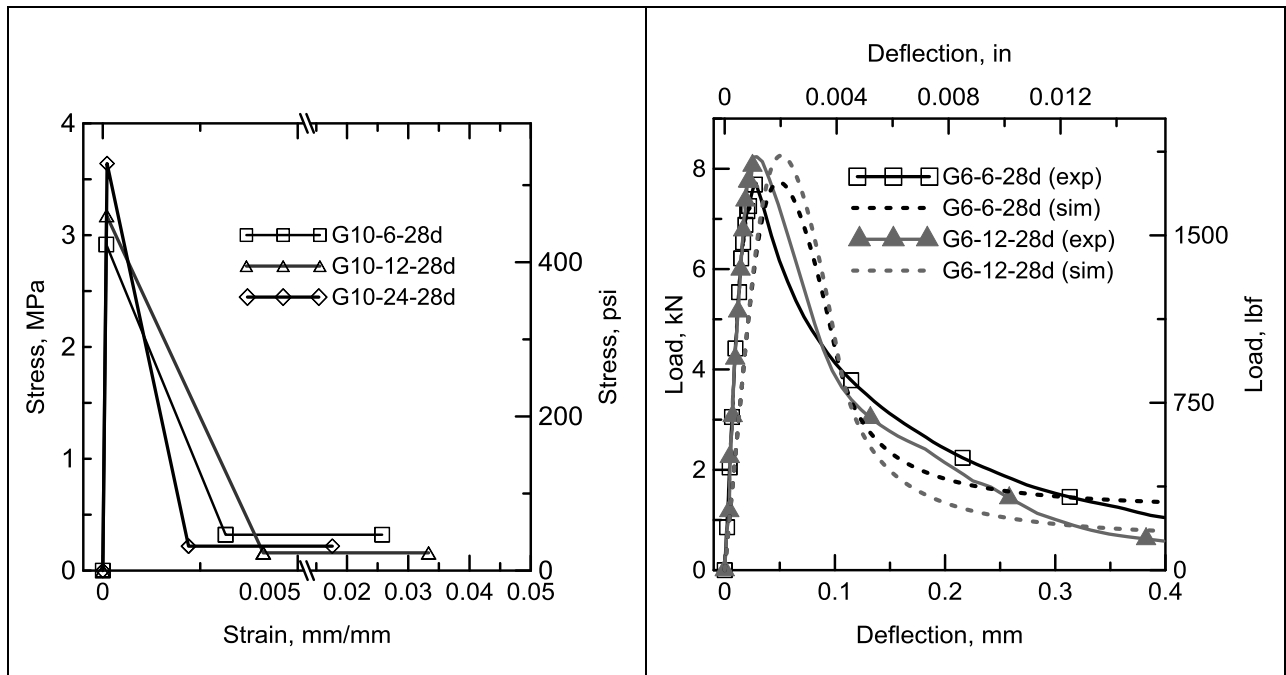 4
3
2
1
0
Stress, MPa
G10-6-28d
G10-12-28d
G10-24-28d
400
200
0
Stress, psi
0 0.005 0.02 0.03 0.04 0.05
Strain, mm/mm
Deflection, in
0 0.004 0.008 0.012
8
6
4
2
0
Load, kN
G6-6-28d (exp)
G6-6-28d (sim)
G6-12-28d (exp)
G6-12-28d (sim)
1500
750
0
Load, lbf
0 0.1 0.2 0.3 0.4
Deflection, mm